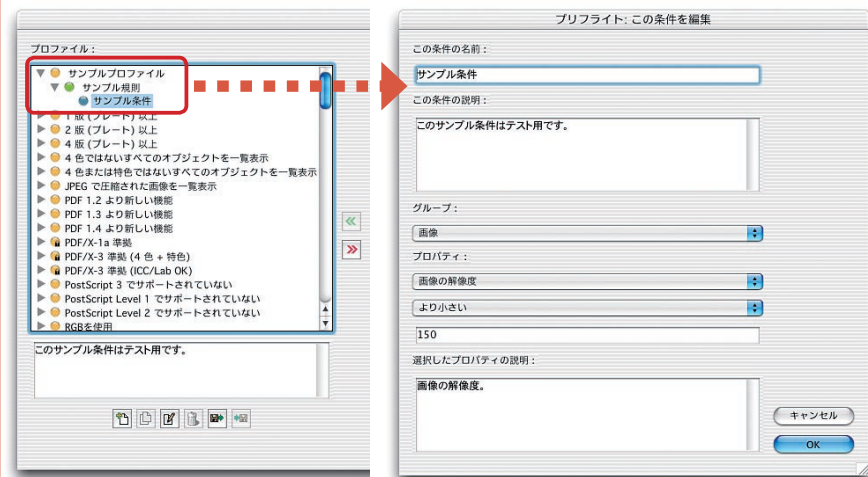 プロファイル：
サンプルプロファイル
サンプル規則
サンプル条件
1 版 (プレート) 以上
2 版 (プレート) 以上
4 版 (プレート) 以上
4 色ではないすべてのオブジェクトを一覧表示
4 色または特色ではないすべてのオブジェクトを一覧表示
JPEG で圧縮された画像を一覧表示
PDF 1.2 より新しい機能
PDF 1.3 より新しい機能
PDF 1.4 より新しい機能
PDF/X-1a 準拠
PDF/X-3 準拠 (4 色 + 特色)
PDF/X-3 準拠 (ICC/Lab OK)
PostScript 3 でサポートされていない
PostScript Level 1 でサポートされていない
PostScript Level 2 でサポートされていない
RGBを使用
このサンプル条件はテスト用です。
プリフライト: この条件を編集
この条件の名前：
サンプル条件
この条件の説明：
このサンプル条件はテスト用です。
グループ：
画像
プロパティ：
画像の解像度
より小さい
150
選択したプロパティの説明：
画像の解像度。
キャンセル
OK